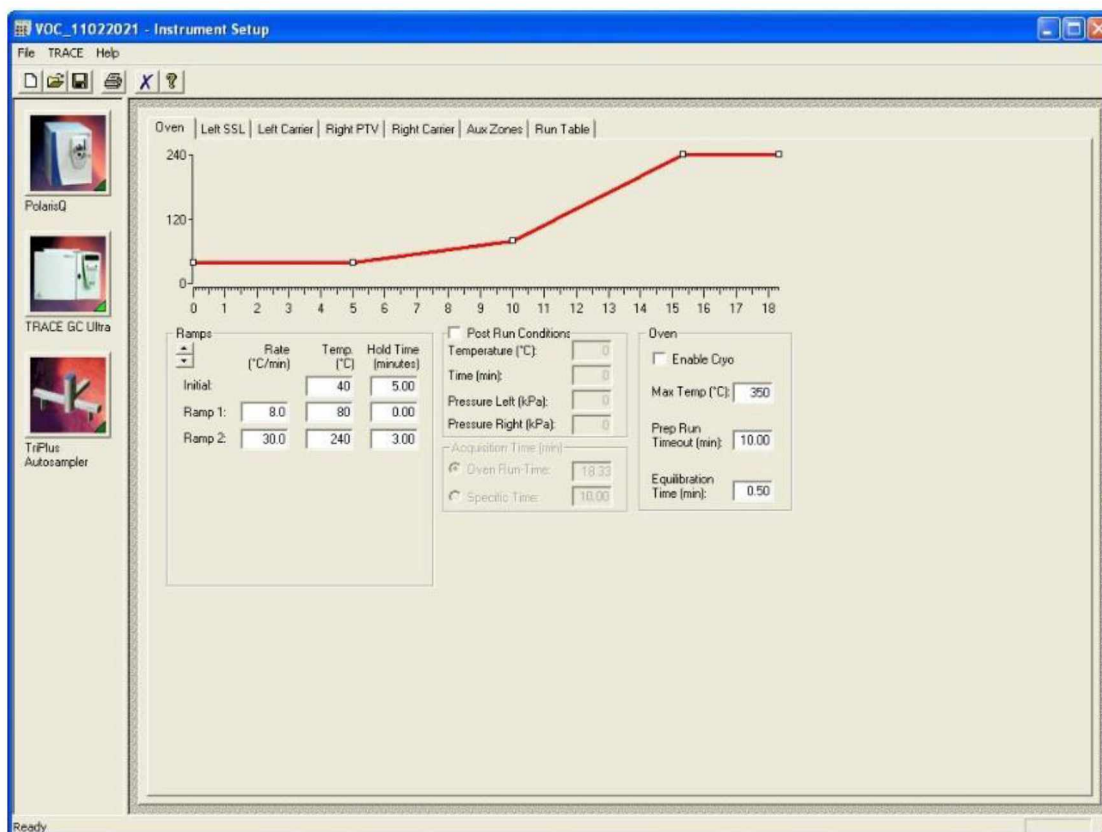 VOC_11022021 - Instrument Setup
File TRACE Help
PolarisQ
TRACE GC Ultra
TriPlus
Autosampler
Oven Left SSL Left Carrier Right PTV Right Carrier Aux Zones Run Table
240
120
0
0 1 2 3 4 5 6 7 8 9 10 11 12 13 14 15 16 17 18
Ramps
Rate Temp. Hold Time
(°C/min) (°C) (minutes)
Initial: 40 5.00
Ramp 1: 8.0 80 0.00
Ramp 2: 30.0 240 3.00
Post Run Conditions
Temperature (°C): 0
Time (min): 0
Pressure Left (kPa): 0
Pressure Right (kPa): 0
Acquisition Time (min)
Oven Run-Time: 18.33
Specific Time: 10.00
Oven
Enable Cryo
Max Temp (°C): 350
Prep Run
Timeout (min): 10.00
Equilibration
Time (min): 0.50
Ready